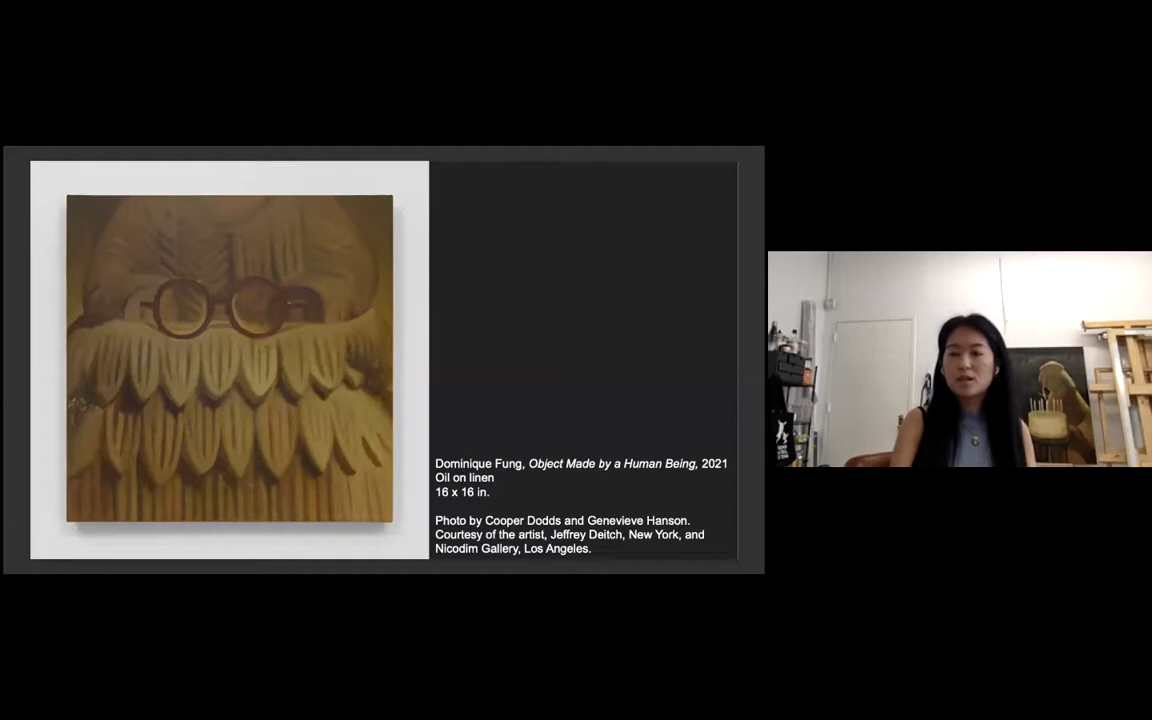 Dominique Fung, Object Made by a Human Being, 2021
Oil on linen
16 x 16 in.
Photo by Cooper Dodds and Genevieve Hanson.
Courtesy of the artist, Jeffrey Deitch, New York, and
Nicodim Gallery, Los Angeles.